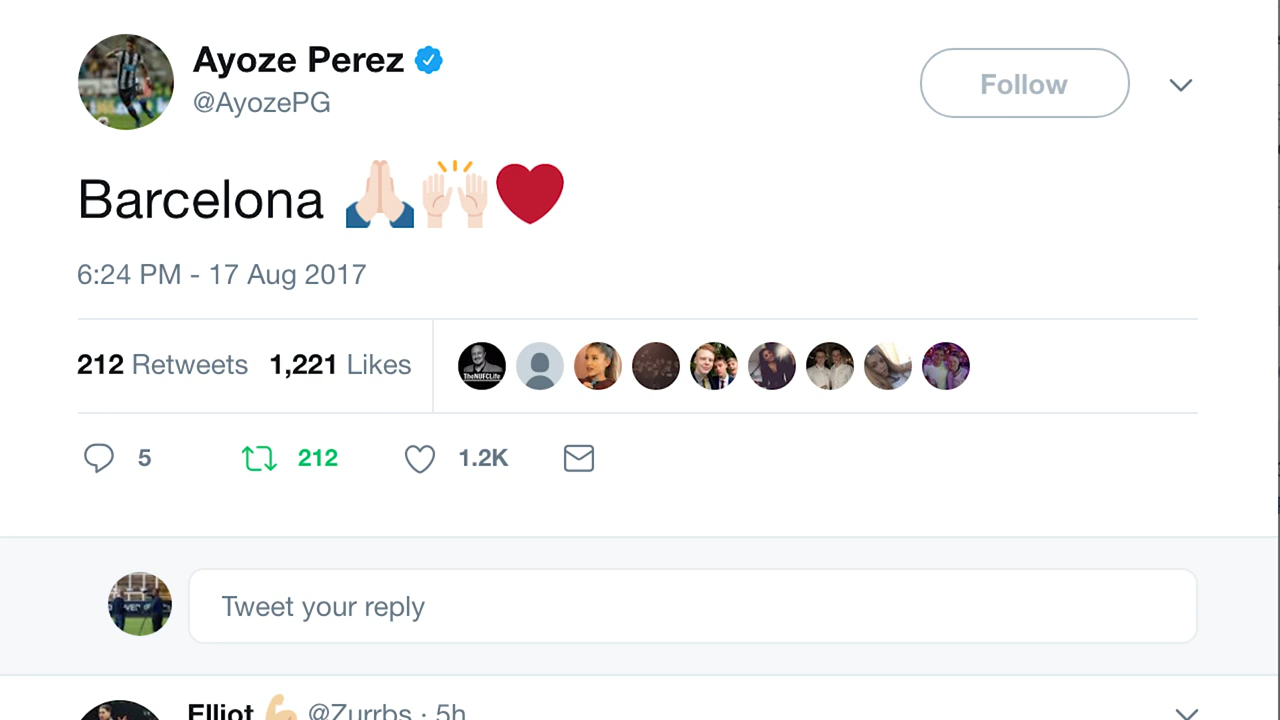 Ayoze Perez
@AyozePG
Follow
Barcelona 🙏🏻🙌🏻❤️
6:24 PM - 17 Aug 2017
212 Retweets 1,221 Likes
TheNUFCLife
5 212 1.2K
Tweet your reply
Elliot 💪🏼 @Zurrbs · 5h